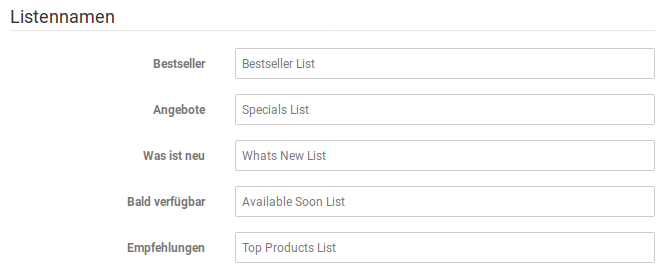 Listennamen
Bestseller Bestseller List
Angebote Specials List
Was ist neu Whats New List
Bald verfügbar Available Soon List
Empfehlungen Top Products List